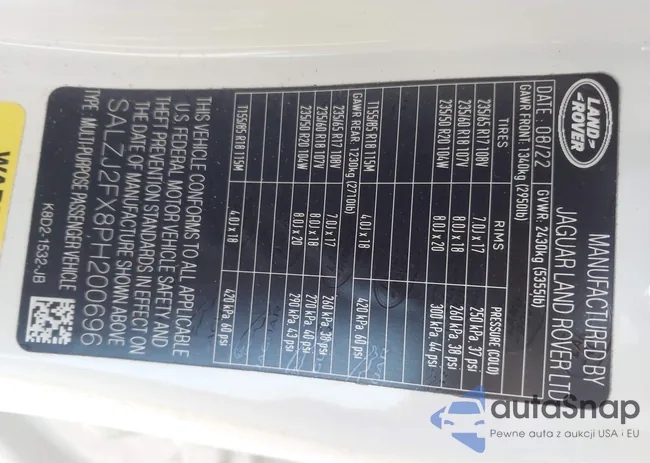 MANUFACTURED BY
JAGUAR LAND ROVER LTD
LAND-
-ROVER
DATE: 08/22 GVWR: 2430kg (5355lb)
GAWR FRONT: 1340kg (2950lb)
TIRES RIMS PRESSURE (COLD)
235/65 R17 108V 7.0J x 17 250 kPa, 37 psi
235/60 R18 107V 8.0J x 18 260 kPa, 38 psi
235/50 R20 104W 8.0J x 20 300 kPa, 44 psi
T155/85 R18 115M 4.0J x 18 420 kPa, 60 psi
GAWR REAR: 1230kg (2710lb)
235/65 R17 108V 7.0J x 17 260 kPa, 38 psi
235/60 R18 107V 8.0J x 18 270 kPa, 40 psi
235/50 R20 104W 8.0J x 20 290 kPa, 43 psi
T155/85 R18 115M 4.0J x 18 420 kPa, 60 psi
THIS VEHICLE CONFORMS TO ALL APPLICABLE
U.S. FEDERAL MOTOR VEHICLE SAFETY AND
THEFT PREVENTION STANDARDS IN EFFECT ON
THE DATE OF MANUFACTURE SHOWN ABOVE
SALZJ2FX8PH200696
TYPE: MULTI-PURPOSE PASSENGER VEHICLE
K8D2-1532-JB
autaSnap
Pewne auta z aukcji USA i EU